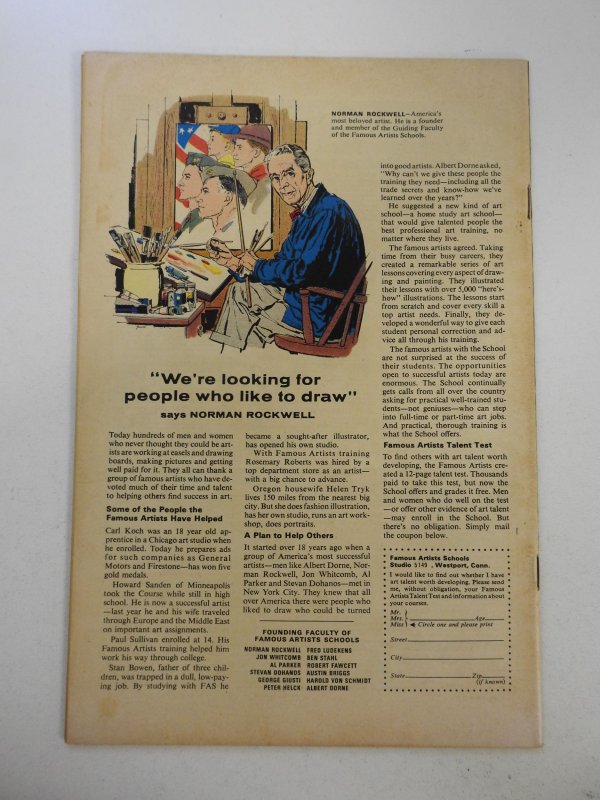 NORMAN ROCKWELL—America's
most beloved artist. He is a founder
and member of the Guiding Faculty
of the Famous Artists Schools.
"We're looking for
people who like to draw"
says NORMAN ROCKWELL
Today hundreds of men and women
who never thought they could be art-
ists are working at easels and drawing
boards, making pictures and getting
well paid for it. They all can thank a
group of famous artists who have de-
voted much of their time and talent
to helping others find success in art.
Some of the People the
Famous Artists Have Helped
Carl Koch was an 18 year old ap-
prentice in a Chicago art studio when
he enrolled. Today he prepares ads
for such companies as General
Motors and Firestone—has won five
gold medals.
Howard Sanden of Minneapolis
took the Course while still in high
school. He is now a successful artist
—last year he and his wife traveled
through Europe and the Middle East
on important art assignments.
Paul Sullivan enrolled at 14. His
Famous Artists training helped him
work his way through college.
Stan Bowen, father of three chil-
dren, was trapped in a dull, low-pay-
ing job. By studying with FAS he
became a sought-after illustrator,
has opened his own studio.
With Famous Artists training
Rosemary Roberts was hired by a
top department store as an artist—
with a big chance to advance.
Oregon housewife Helen Tryk
lives 150 miles from the nearest big
city. But she does fashion illustration,
has her own studio, runs an art work-
shop, does portraits.
A Plan to Help Others
It started over 18 years ago when a
group of America's most successful
artists—men like Albert Dorne, Nor-
man Rockwell, Jon Whitcomb, Al
Parker and Stevan Dohanos—met in
New York City. They knew that all
over America there were people who
liked to draw who could be turned
FOUNDING FACULTY OF
FAMOUS ARTISTS SCHOOLS
NORMAN ROCKWELL FRED LUDEKENS
JON WHITCOMB BEN STAHL
AL PARKER ROBERT FAWCETT
STEVAN DOHANOS AUSTIN BRIGGS
GEORGE GIUSTI HAROLD VON SCHMIDT
PETER HELCK ALBERT DORNE
into good artists. Albert Dorne asked,
"Why can't we give these people the
training they need—including all the
trade secrets and know-how we've
learned over the years?"
He suggested a new kind of art
school—a home study art school—
that would give talented people the
best professional art training, no
matter where they live.
The famous artists agreed. Taking
time from their busy careers, they
created a remarkable series of art
lessons covering every aspect of draw-
ing and painting. They illustrated
their lessons with over 5,000 "here's-
how" illustrations. The lessons start
from scratch and cover every skill a
top artist needs. Finally, they de-
veloped a wonderful way to give each
student personal correction and ad-
vice all through his training.
The famous artists with the School
are not surprised at the success of
their students. The opportunities
open to successful artists today are
enormous. The School continually
gets calls from all over the country
asking for practical well-trained stu-
dents—not geniuses—who can step
into full-time or part-time art jobs.
And practical, thorough training is
what the School offers.
Famous Artists Talent Test
To find others with art talent worth
developing, the Famous Artists cre-
ated a 12-page talent test. Thousands
paid to take this test, but now the
School offers and grades it free. Men
and women who do well on the test
—or offer other evidence of art talent
—may enroll in the School. But
there's no obligation. Simply mail
the coupon below.
Famous Artists Schools
Studio 5149, Westport, Conn.
I would like to find out whether I have
art talent worth developing. Please send
me, without obligation, your Famous
Artists Talent Test and information about
your courses.
Mr.
Mrs. Age
Miss Circle one and please print
Street
City
State Zip
(if known)